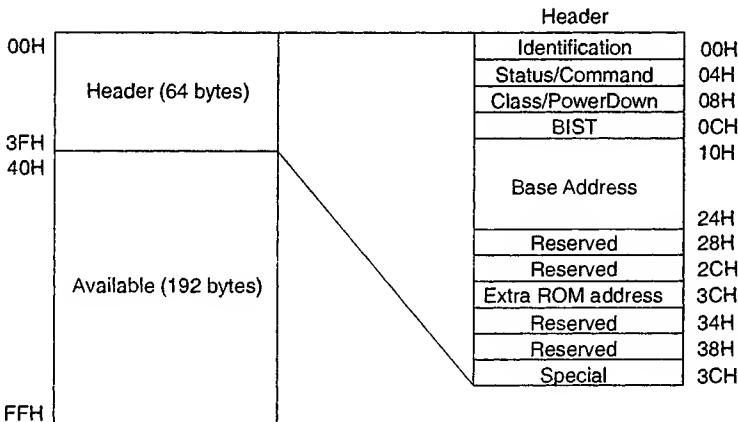 Header
00H
Header (64 bytes)
3FH
40H
Available (192 bytes)
FFH
Identification 00H
Status/Command 04H
Class/PowerDown 08H
BIST 0CH
10H
Base Address
24H
Reserved 28H
Reserved 2CH
Extra ROM address 3CH
Reserved 34H
Reserved 38H
Special 3CH